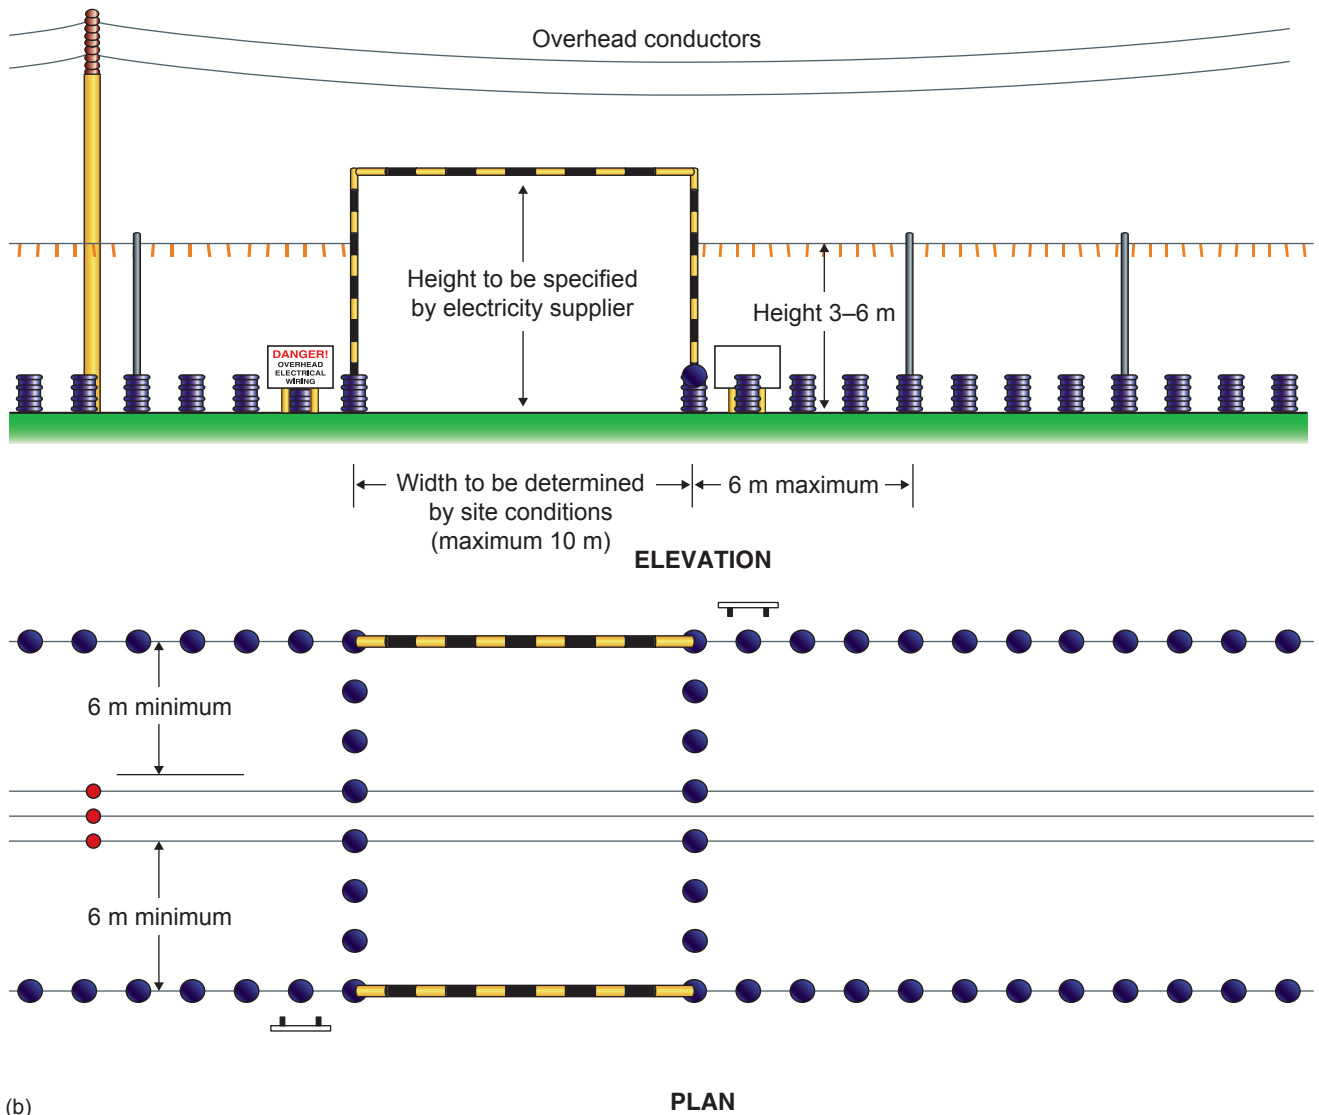 Overhead conductors
Height to be specified
by electricity supplier
Height 3–6 m
DANGER!
OVERHEAD
ELECTRICAL
WIRING
Width to be determined
by site conditions
(maximum 10 m)
6 m maximum
ELEVATION
6 m minimum
6 m minimum
(b)
PLAN